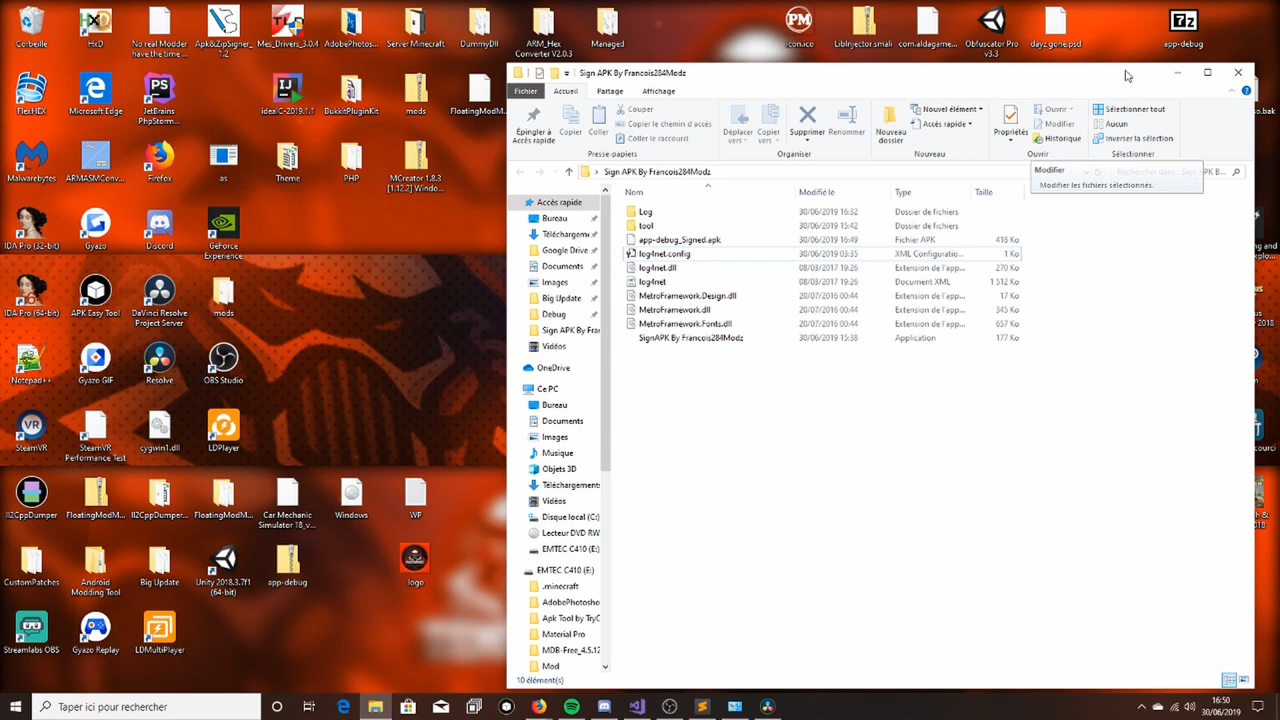 Corbeille
HxD
No real Modder
have the time ...
Apk&ZipSigner_
1.2
Mes_Drivers_3.0.4
AdobePhotos...
Server Minecraft
DummyDll
ARM_Hex
Converter V2.0.3
Managed
icon.ico
LibInjector.smali
com.aldagame...
Obfuscator Pro
v3.3
dayz.gone.psd
app-debug
FlexHEX
Microsoft Edge
JetBrains
PhpStorm...
ideaIC-2019.1.1
BukkitPluginKit
mods
FloatingModM...
Malwarebytes
ARMASMConv...
Firefox
as
Theme
PHP
MCreator.1.8.3
[1.12.2] Windo...
IDA Pro (32-bit)
Gyazo
Discord
GeForce
Experience
IDA Pro (64-bit)
APK Easy Tool
DaVinci Resolve
Project Server
mods
Notepad++
Gyazo GIF
Resolve
OBS Studio
SteamVR
SteamVR
Performance Test
cygwin1.dll
LDPlayer
Il2CppDumper
FloatingModM...
Il2CppDumper...
FloatingModM...
Car Mechanic
Simulator 18_v...
Windows
WP
CustomPatches
Android
Modding Tool
Big Update
Unity 2018.3.7f1
(64-bit)
app-debug
logo
Streamlabs OBS
Gyazo Replay
LDMultiPlayer
Sign APK By Francois284Modz
Fichier
Accueil
Partage
Affichage
Épingler à
Accès rapide
Copier
Coller
Couper
Copier le chemin d'accès
Coller le raccourci
Presse-papiers
Déplacer
vers
Copier
vers
Supprimer
Renommer
Organiser
Nouveau
dossier
Nouvel élément
Accès rapide
Nouveau
Propriétés
Ouvrir
Modifier
Historique
Ouvrir
Sélectionner tout
Aucun
Inverser la sélection
Sélectionner
Sign APK By Francois284Modz
Modifier
Modifier les fichiers sélectionnés.
Accès rapide
Bureau
Téléchargeme
Google Drive
Documents
Images
Big Update
Debug
Sign APK By Fran
Vidéos
OneDrive
Ce PC
Bureau
Documents
Images
Musique
Objets 3D
Téléchargements
Vidéos
Disque local (C:)
Lecteur DVD RW
EMTEC C410 (E:)
EMTEC C410 (E:)
.minecraft
AdobePhotosho
Apk Tool by TryC
Material Pro
MDB-Free_4.5.12
Mod
Nom Modifié le Type Taille
Log 30/06/2019 16:32 Dossier de fichiers
tool 30/06/2019 15:42 Dossier de fichiers
app-debug_Signed.apk 30/06/2019 16:49 Fichier APK 418 Ko
log4net.config 30/06/2019 03:35 XML Configuratio... 1 Ko
log4net.dll 08/03/2017 19:26 Extension de l'app... 270 Ko
log4net 08/03/2017 19:26 Document XML 1 512 Ko
MetroFramework.Design.dll 20/07/2016 00:44 Extension de l'app... 17 Ko
MetroFramework.dll 20/07/2016 00:44 Extension de l'app... 345 Ko
MetroFramework.Fonts.dll 20/07/2016 00:44 Extension de l'app... 657 Ko
SignAPK By Francois284Modz 30/06/2019 15:38 Application 177 Ko
10 élément(s)
Taper ici pour rechercher
16:50
30/06/2019